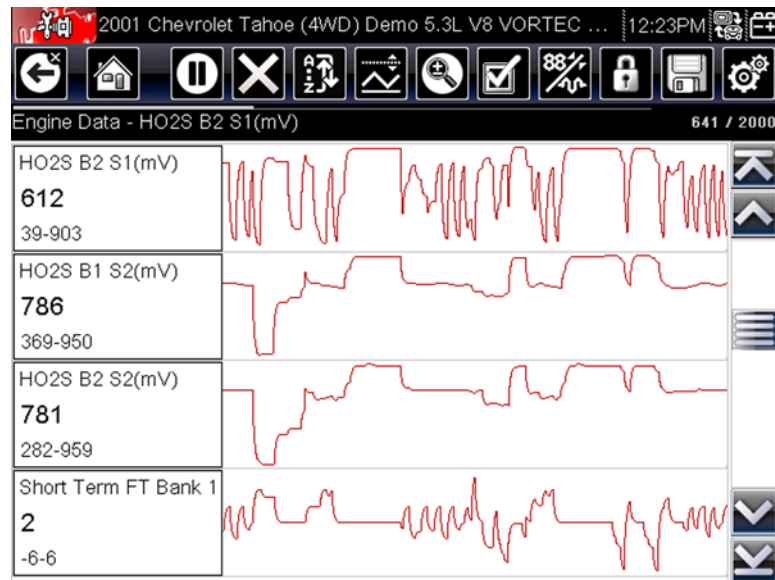 2001 Chevrolet Tahoe (4WD) Demo 5.3L V8 VORTEC ... 12:23PM
A
Z
88%
Engine Data - HO2S B2 S1(mV) 641 / 2000
HO2S B2 S1(mV)
612
39-903
HO2S B1 S2(mV)
786
369-950
HO2S B2 S2(mV)
781
282-959
Short Term FT Bank 1
2
-6-6